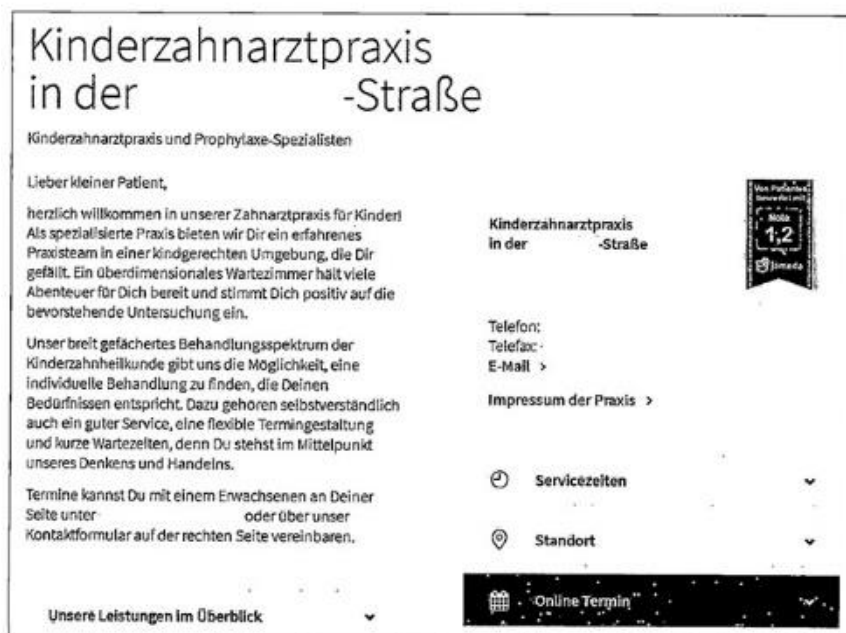 Kinderzahnarztpraxis
in der -Straße
Kinderzahnarztpraxis und Prophylaxe-Spezialisten
Lieber kleiner Patient,
herzlich willkommen in unserer Zahnarztpraxis für Kinder!
Als spezialisierte Praxis bieten wir Dir ein erfahrenes
Praxisteam in einer kindgerechten Umgebung, die Dir
gefällt. Ein überdimensionales Wartezimmer hält viele
Abenteuer für Dich bereit und stimmt Dich positiv auf die
bevorstehende Untersuchung ein.
Unser breit gefächertes Behandlungsspektrum der
Kinderzahnheilkunde gibt uns die Möglichkeit, eine
individuelle Behandlung zu finden, die Deinen
Bedürfnissen entspricht. Dazu gehören selbstverständlich
auch ein guter Service, eine flexible Termingestaltung
und kurze Wartezeiten, denn Du stehst im Mittelpunkt
unseres Denkens und Handelns.
Termine kannst Du mit einem Erwachsenen an Deiner
Seite unter oder über unser
Kontaktformular auf der rechten Seite vereinbaren.
Unsere Leistungen im Überblick
Kinderzahnarztpraxis
in der -Straße
Von Patienten
bewertet mit
Note
1,2
jameda
Telefon:
Telefax:
E-Mail >
Impressum der Praxis >
Servicezeiten
Standort
Online Termin